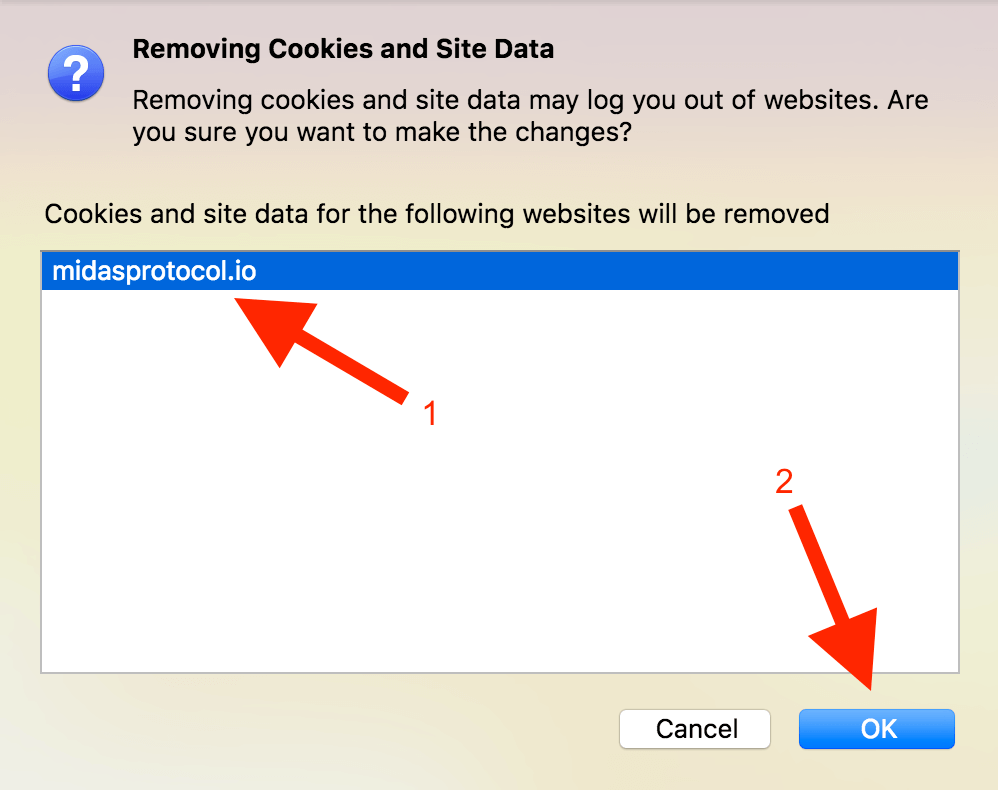 Removing Cookies and Site Data
Removing cookies and site data may log you out of websites. Are
you sure you want to make the changes?
Cookies and site data for the following websites will be removed
midasprotocol.io
1
2
Cancel
OK